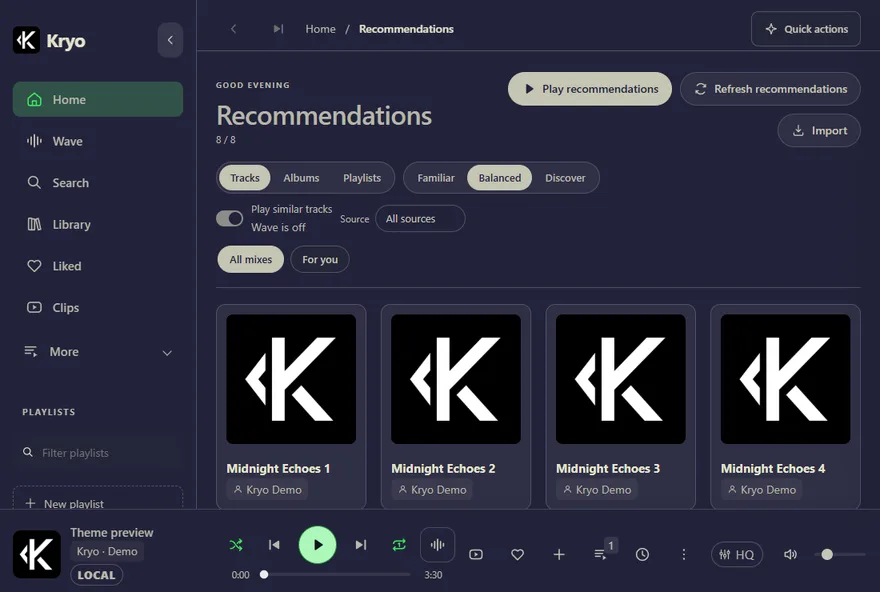 Kryo
Home
Wave
Search
Library
Liked
Clips
More
PLAYLISTS
Filter playlists
New playlist
Home / Recommendations
Quick actions
GOOD EVENING
Recommendations
8 / 8
Play recommendations
Refresh recommendations
Import
Tracks Albums Playlists
Familiar Balanced Discover
Play similar tracks
Wave is off
Source
All sources
All mixes
For you
Midnight Echoes 1
Kryo Demo
Midnight Echoes 2
Kryo Demo
Midnight Echoes 3
Kryo Demo
Midnight Echoes 4
Kryo Demo
Theme preview
Kryo · Demo
LOCAL
0:00
3:30
1
HQ